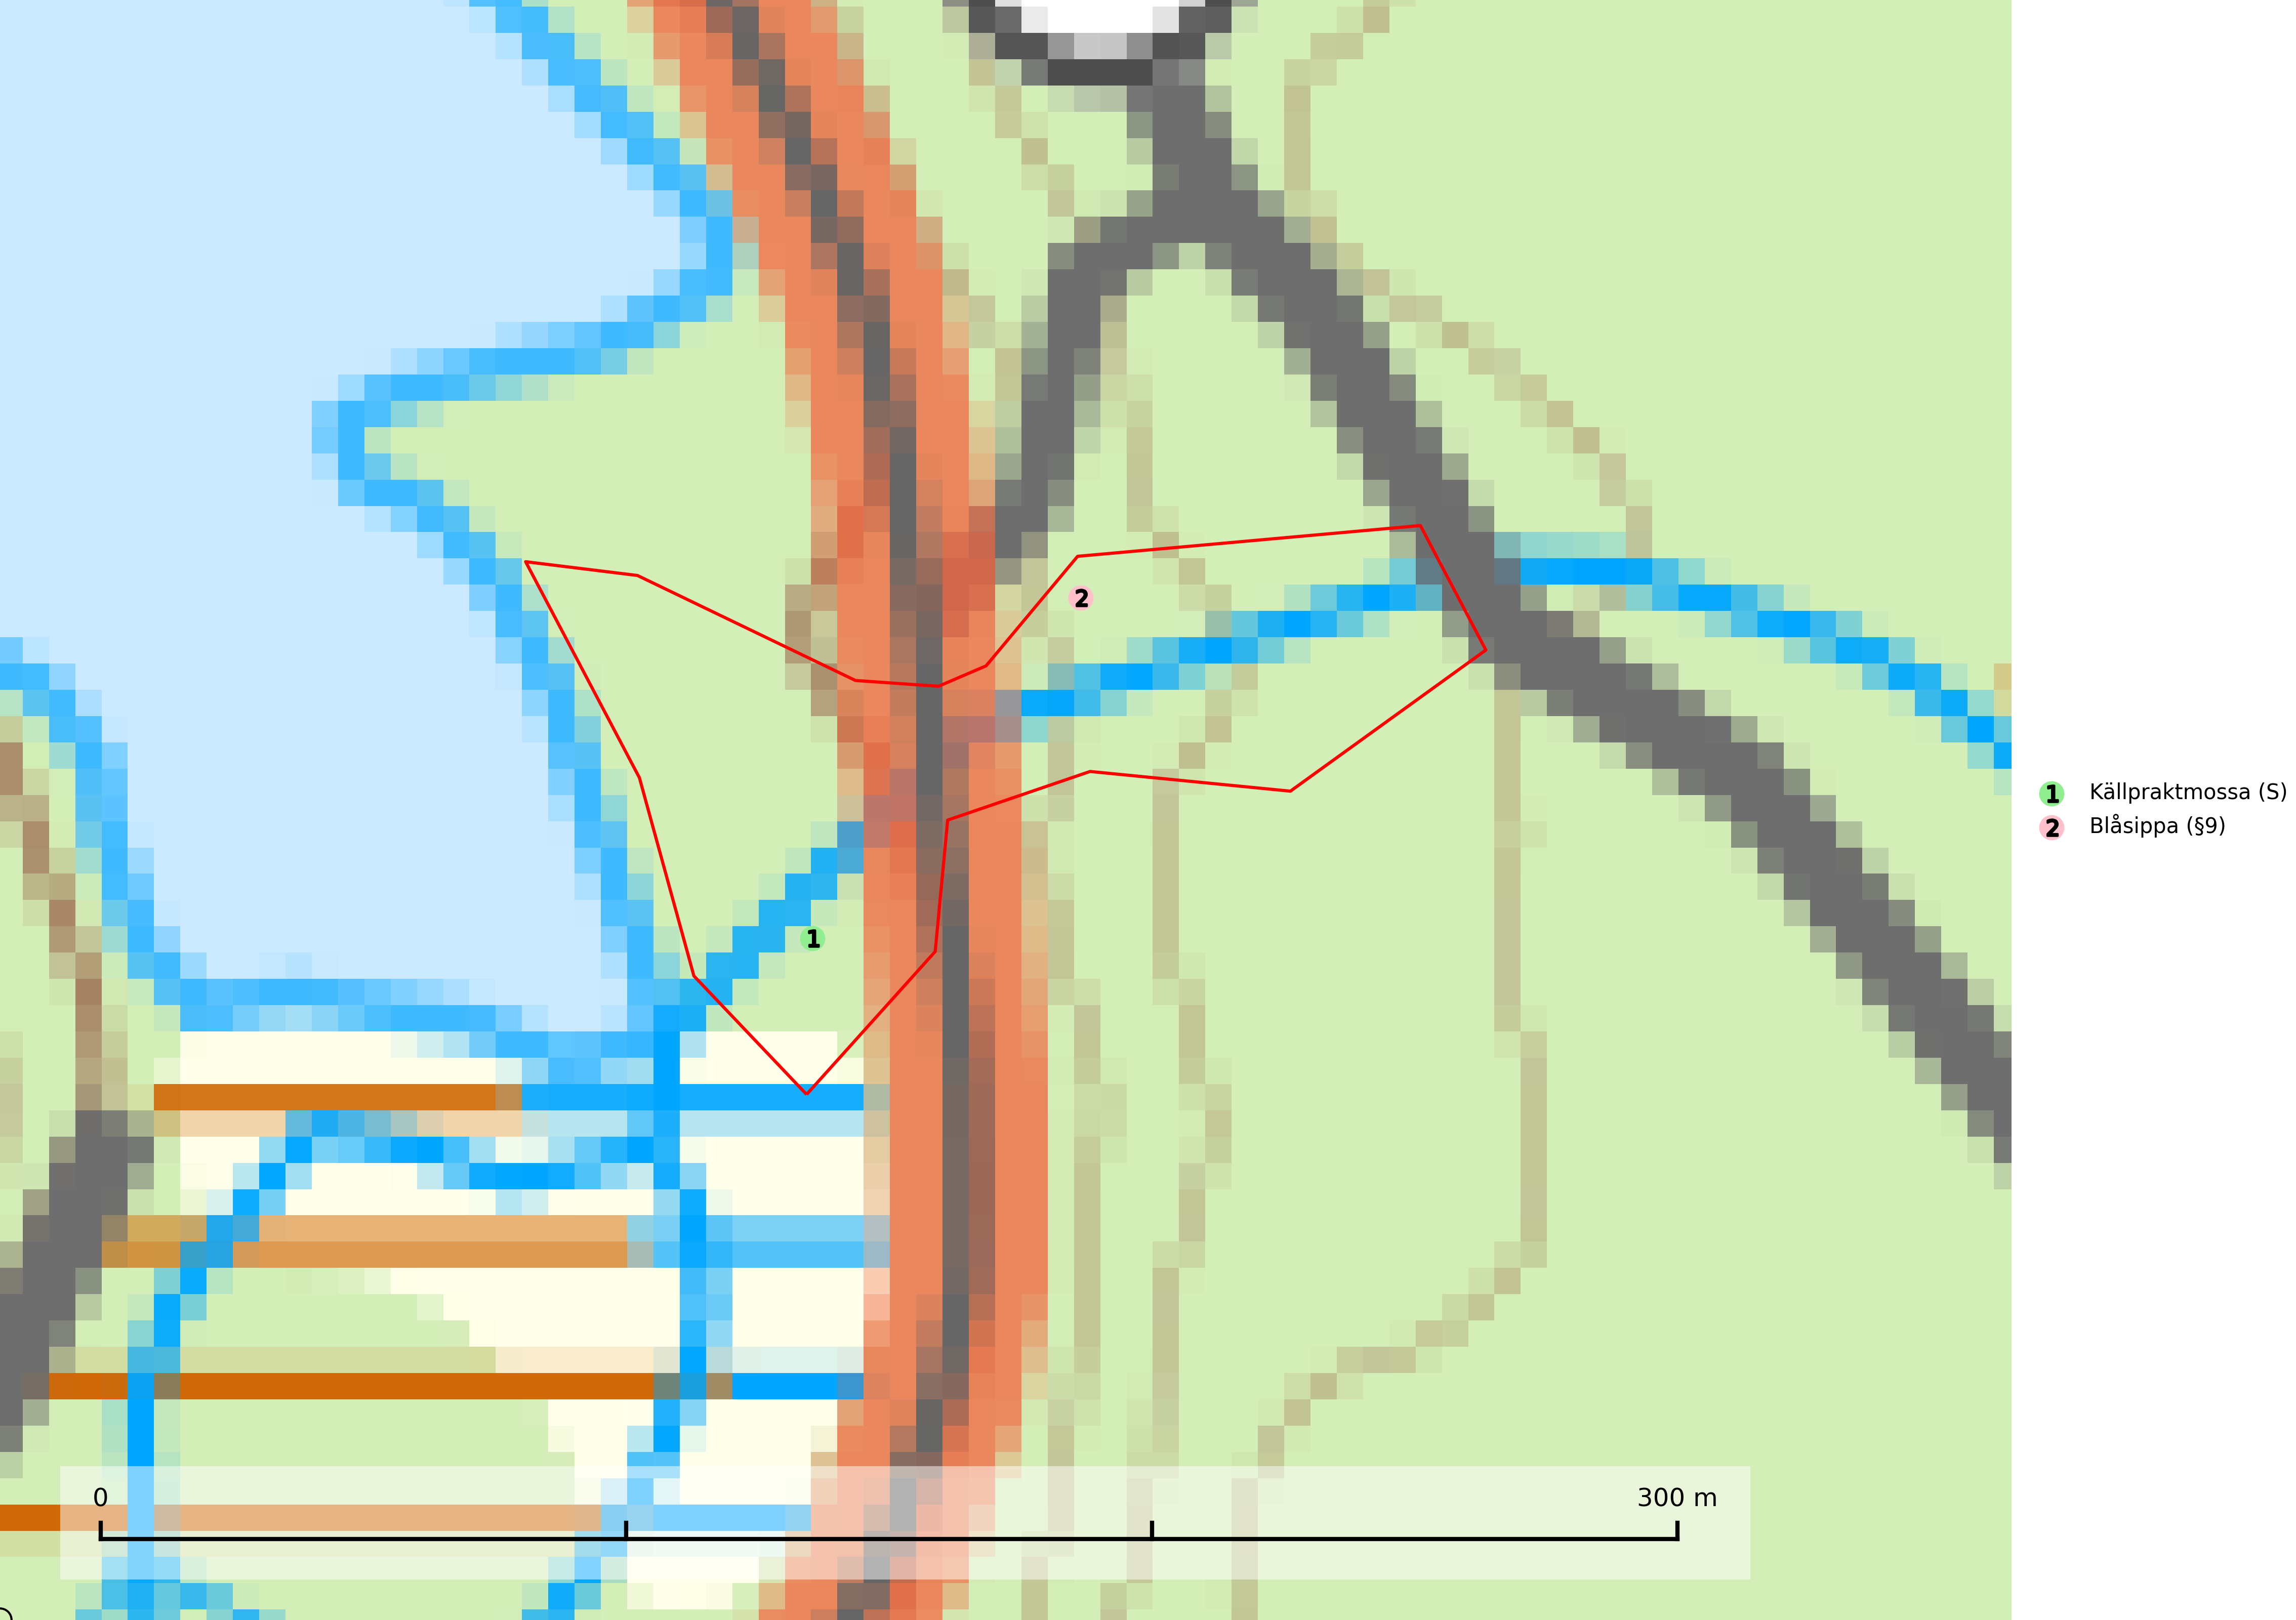 2
1
1 Källpraktmossa (S)
2 Blåsippa (§9)
0 300 m